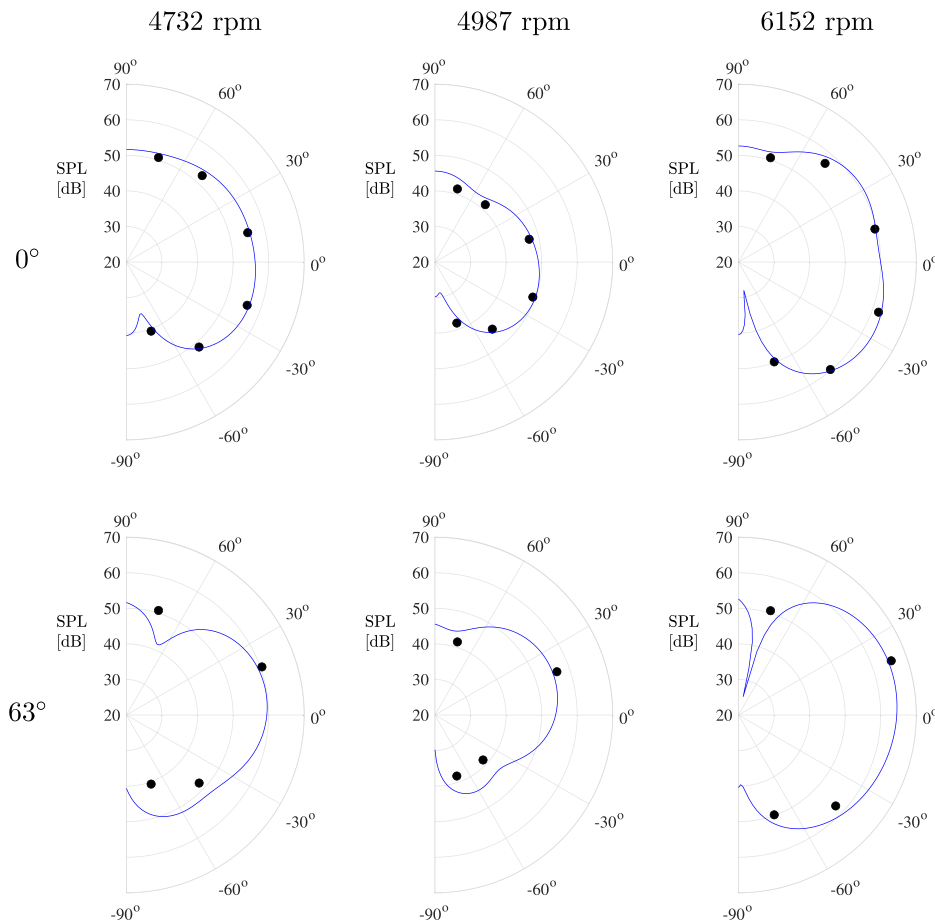 4732 rpm 4987 rpm 6152 rpm
90° 90° 90°
70 60° 70 60° 70 60°
60 60 60
SPL 50 30° SPL 50 30° SPL 50 30°
[dB] 40 [dB] 40 [dB] 40
30 30 30
0° 20 0° 20 0° 20 0°
-30° -30° -30°
-60° -60° -60°
-90° -90° -90°
90° 90° 90°
70 60° 70 60° 70 60°
60 60 60
SPL 50 30° SPL 50 30° SPL 50 30°
[dB] 40 [dB] 40 [dB] 40
30 30 30
63° 20 0° 20 0° 20 0°
-30° -30° -30°
-60° -60° -60°
-90° -90° -90°